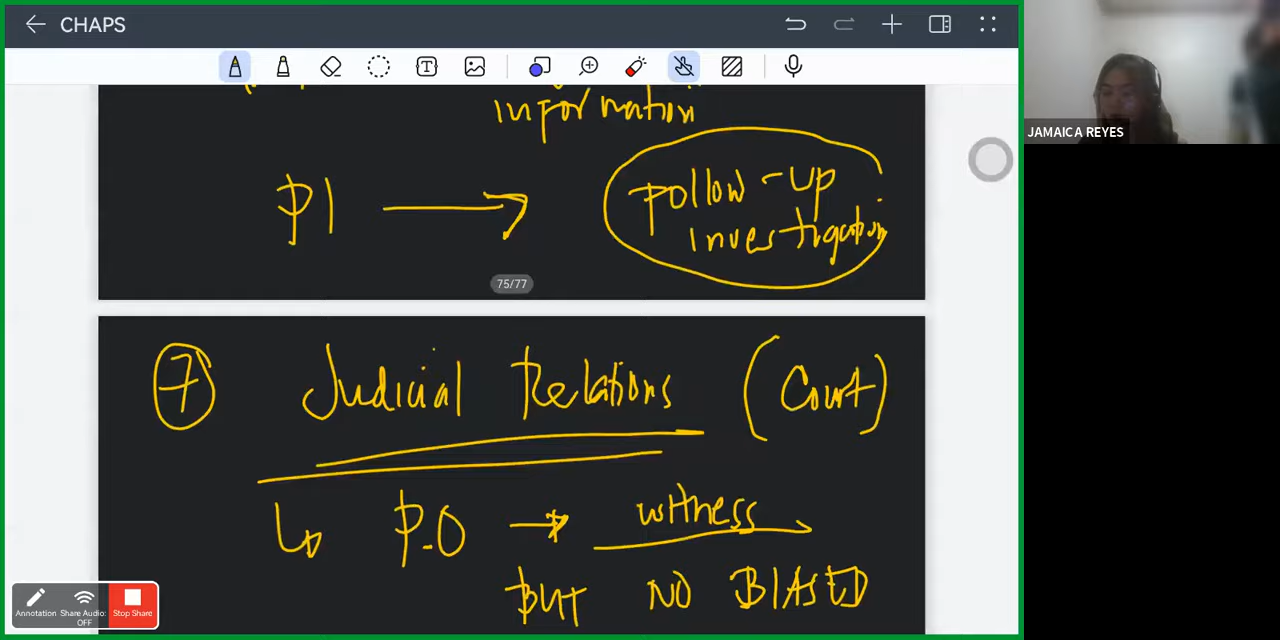 CHAPS
JAMAICA REYES
information
PI
Follow-up
investigation
75/77
7 Judicial Relations (Court)
P.O witness
BUT NO BIASED
Annotation
Share Audio: OFF
Stop Share